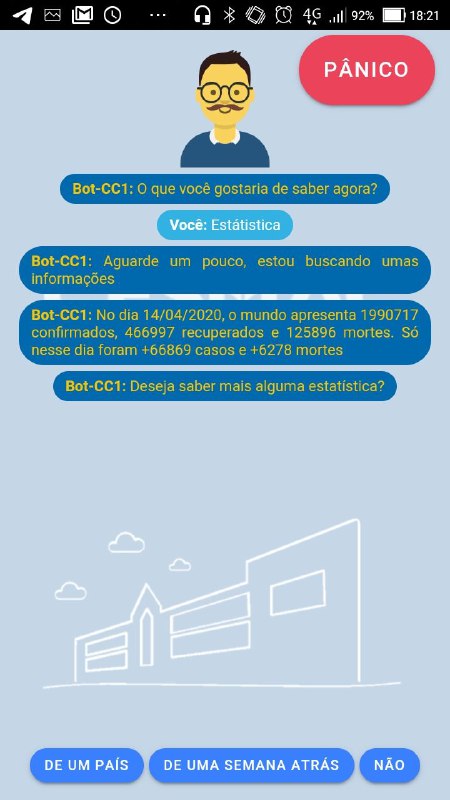 4G 92% 18:21
PÂNICO
Bot-CC1: O que você gostaria de saber agora?
Você: Estátistica
Bot-CC1: Aguarde um pouco, estou buscando umas
informações
Bot-CC1: No dia 14/04/2020, o mundo apresenta 1990717
confirmados, 466997 recuperados e 125896 mortes. Só
nesse dia foram +66869 casos e +6278 mortes
Bot-CC1: Deseja saber mais alguma estatística?
DE UM PAÍS DE UMA SEMANA ATRÁS NÃO